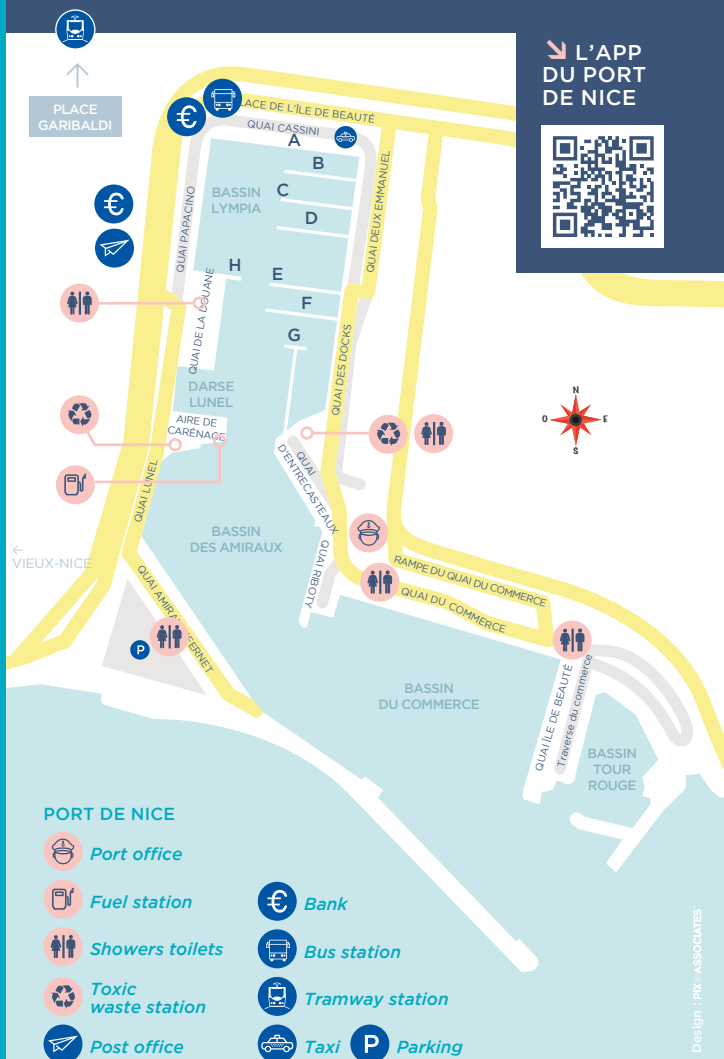 L'APP
DU PORT
DE NICE
PLACE
GARIBALDI
PLACE DE L'ÎLE DE BEAUTÉ
QUAI CASSINI
A
B
C
D
E
F
G
H
BASSIN
LYMPIA
QUAI PAPACINO
QUAI DEUX EMMANUEL
QUAI DE LA DOUANE
QUAI DES DOCKS
DARSE
LUNEL
AIRE DE
CARÉNAGE
QUAI LUNEL
QUAI
D'ENTRECASTEAUX
N
O
E
S
BASSIN
DES AMIRAUX
QUAI RIBOTY
←
VIEUX-NICE
RAMPE DU QUAI DU COMMERCE
QUAI DU COMMERCE
P
BASSIN
DU COMMERCE
QUAI ÎLE DE BEAUTÉ
Traverse du commerce
BASSIN
TOUR
ROUGE
PORT DE NICE
Port office
Fuel station
Showers toilets
Toxic
waste station
Post office
€ Bank
Bus station
Tramway station
Taxi
P Parking
Design : PIX ASSOCIATES